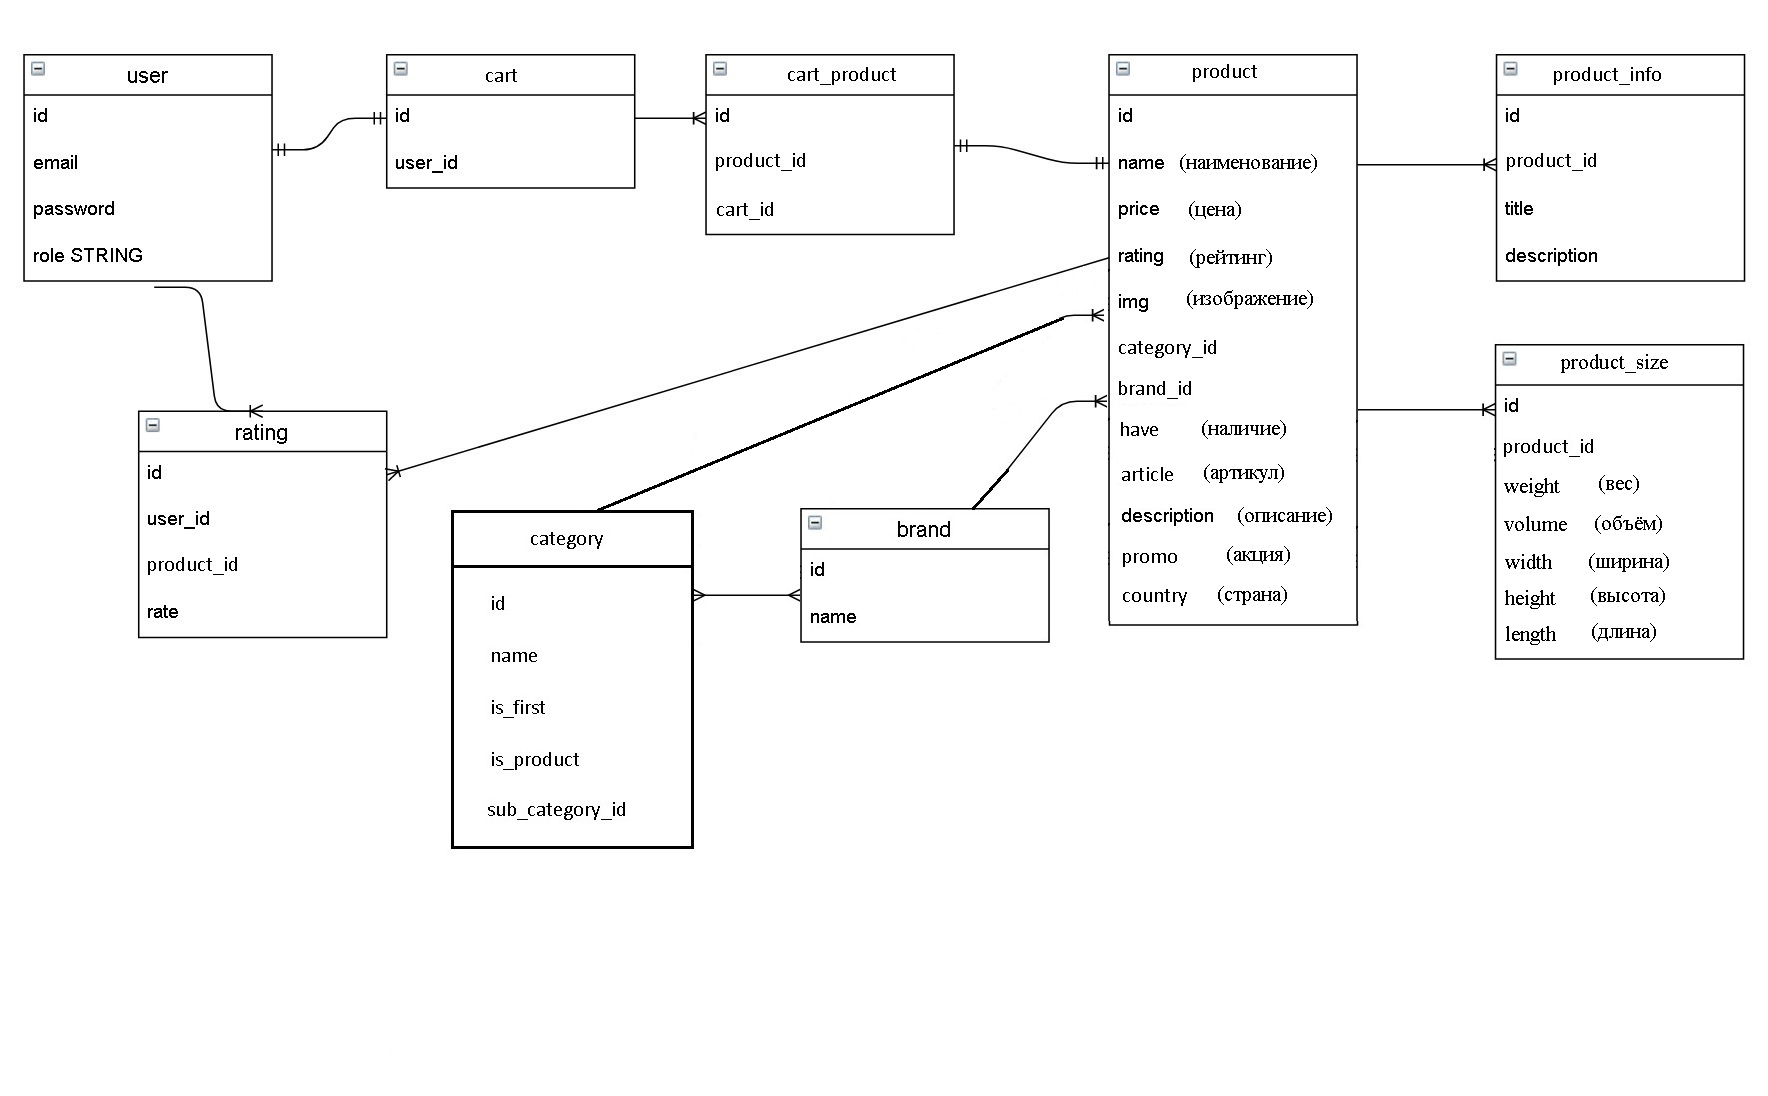 user
id
email
password
role STRING
cart
id
user_id
cart_product
id
product_id
cart_id
product
id
name (наименование)
price (цена)
rating (рейтинг)
img (изображение)
category_id
brand_id
have (наличие)
article (артикул)
description (описание)
promo (акция)
country (страна)
product_info
id
product_id
title
description
product_size
id
product_id
weight (вес)
volume (объём)
width (ширина)
height (высота)
length (длина)
rating
id
user_id
product_id
rate
category
id
name
is_first
is_product
sub_category_id
brand
id
name